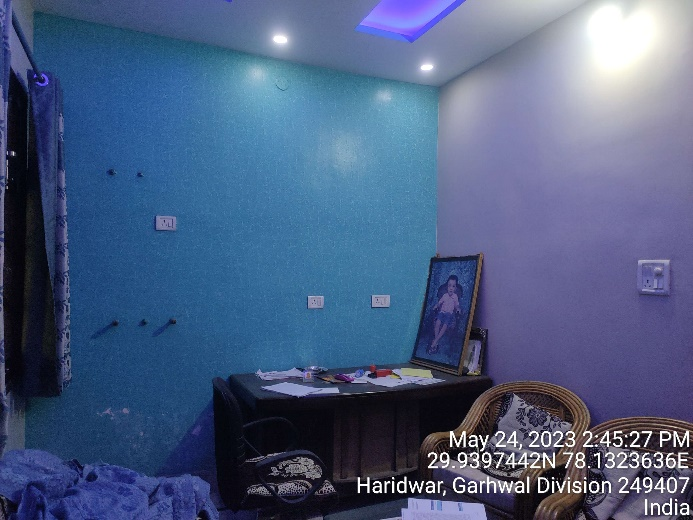 May 24, 2023 2:45:27 PM
29.9397442N 78.1323636E
Haridwar, Garhwal Division 249407
India